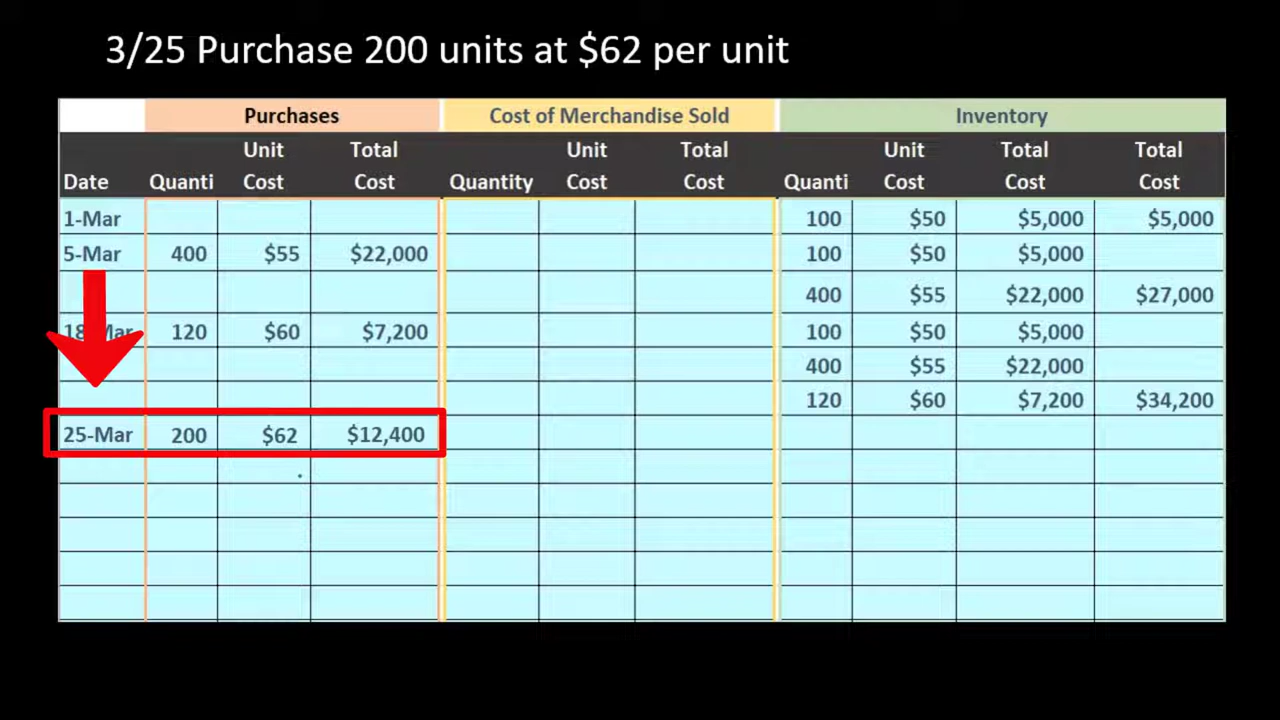 3/25 Purchase 200 units at $62 per unit
Purchases Cost of Merchandise Sold Inventory
Unit Total Unit Total Unit Total Total
Date Quanti Cost Cost Quantity Cost Cost Quanti Cost Cost Cost
1-Mar 100 $50 $5,000 $5,000
5-Mar 400 $55 $22,000 100 $50 $5,000
400 $55 $22,000 $27,000
18-Mar 120 $60 $7,200 100 $50 $5,000
400 $55 $22,000
120 $60 $7,200 $34,200
25-Mar 200 $62 $12,400